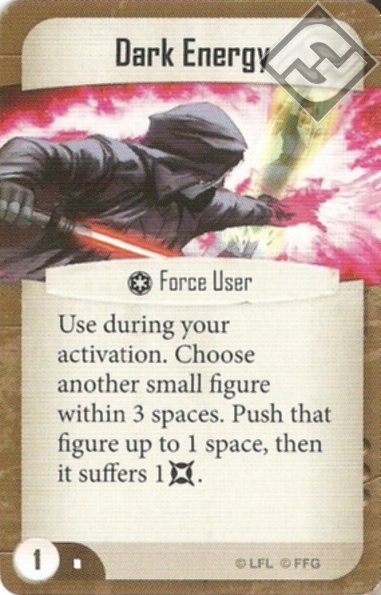 Dark Energy
Force User
Use during your
activation. Choose
another small figure
within 3 spaces. Push that
figure up to 1 space, then
it suffers 1 .
1
© LFL © FFG